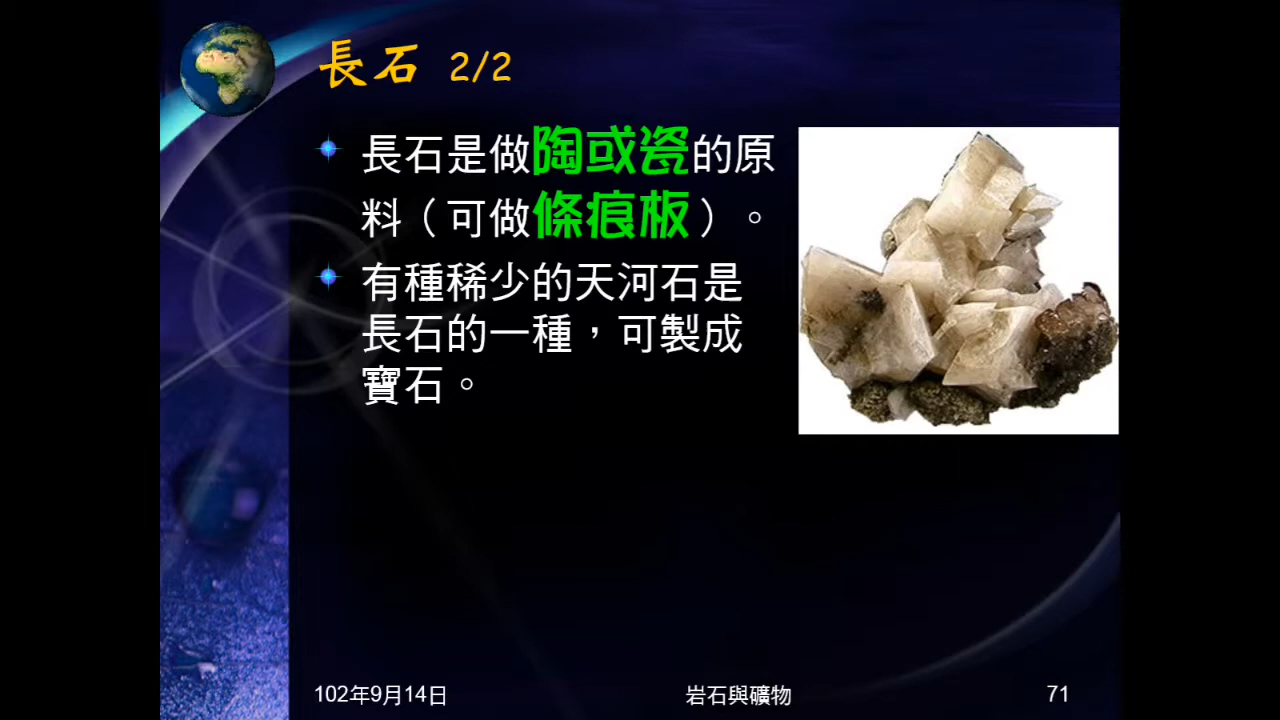 長石 2/2
長石是做陶或瓷的原
料（可做條痕板）。
有種稀少的天河石是
長石的一種，可製成
寶石。
102年9月14日
岩石與礦物
71